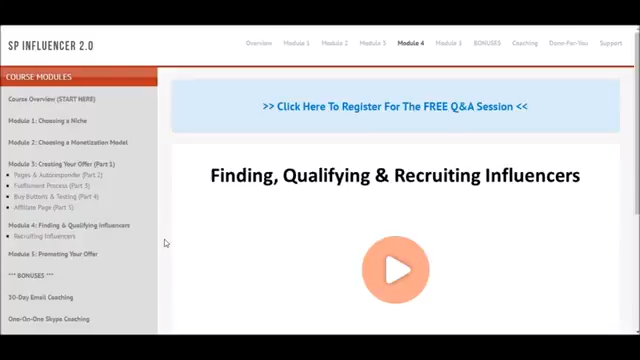 SP INFLUENCER 2.0
Overview Module 1 Module 2 Module 3 Module 4 Module 5 BONUSES Coaching Done-For-You Support
COURSE MODULES
Course Overview (START HERE)
Module 1: Choosing a Niche
Module 2: Choosing a Monetization Model
Module 3: Creating Your Offer (Part 1)
Pages & Autoresponder (Part 2)
Fulfillment Process (Part 3)
Buy Buttons & Testing (Part 4)
Affiliate Page (Part 5)
Module 4: Finding & Qualifying Influencers
Recruiting Influencers
Module 5: Promoting Your Offer
*** BONUSES ***
30-Day Email Coaching
One-On-One Skype Coaching
>> Click Here To Register For The FREE Q&A Session <<
Finding, Qualifying & Recruiting Influencers